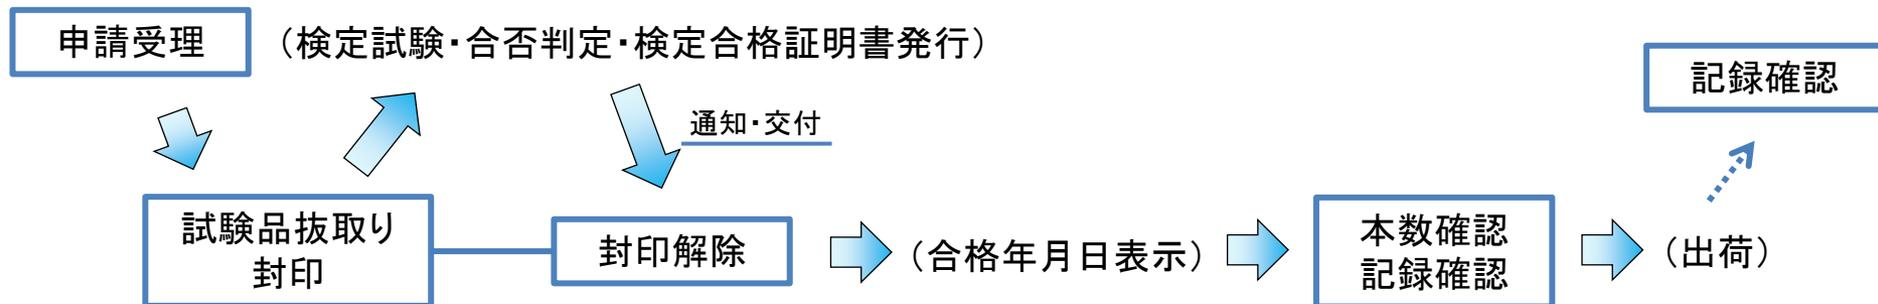 申請受理
（検定試験・合否判定・検定合格証明書発行）
記録確認
通知・交付
試験品抜取り
封印
封印解除
（合格年月日表示）
本数確認
記録確認
（出荷）